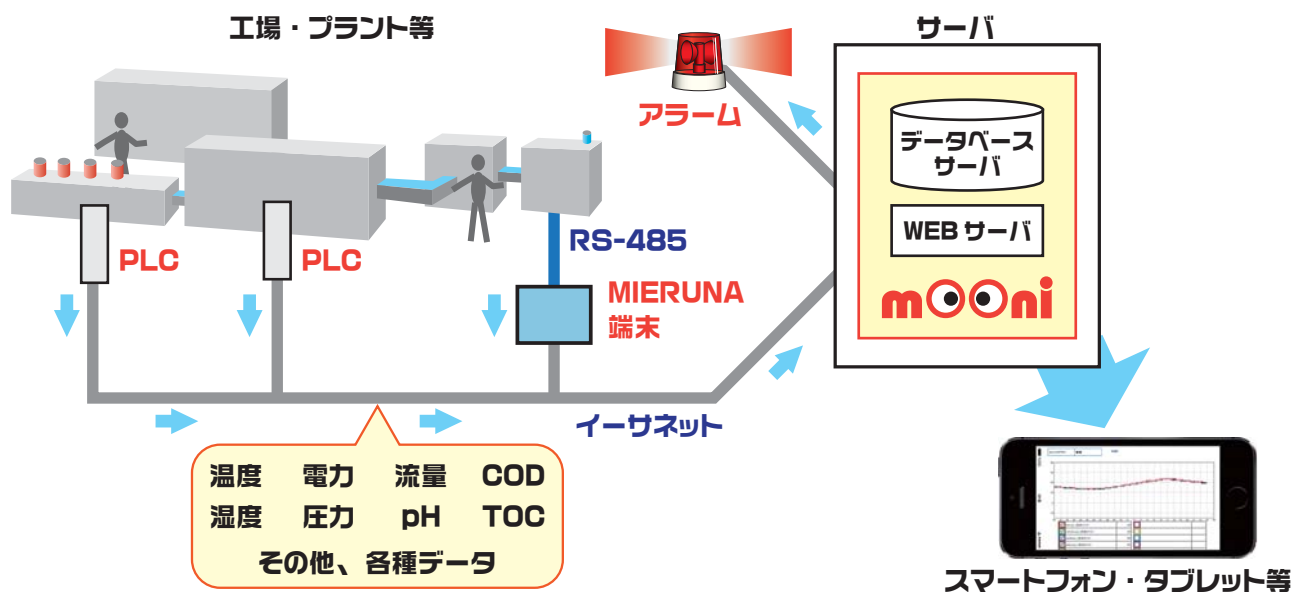 工場・プラント等
サーバ
アラーム
データベース
サーバ
WEB サーバ
mooni
PLC
PLC
RS-485
MIERUNA
端末
イーサネット
温度 電力 流量 COD
湿度 圧力 pH TOC
その他、各種データ
スマートフォン・タブレット等